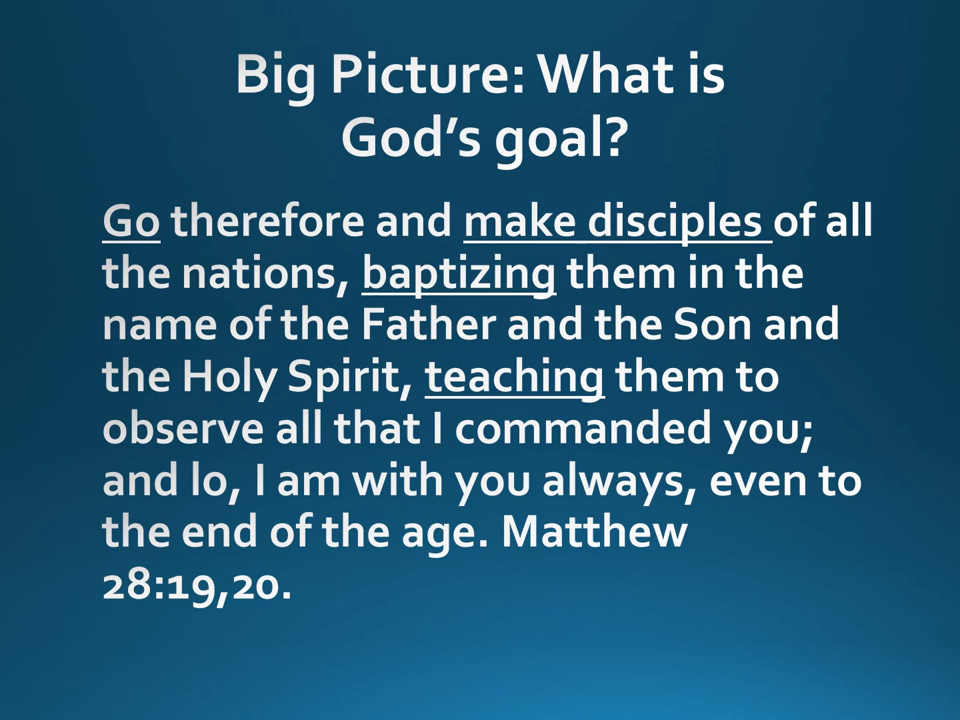 Big Picture: What is
God’s goal?
Go therefore and make disciples of all
the nations, baptizing them in the
name of the Father and the Son and
the Holy Spirit, teaching them to
observe all that I commanded you;
and lo, I am with you always, even to
the end of the age. Matthew
28:19,20.